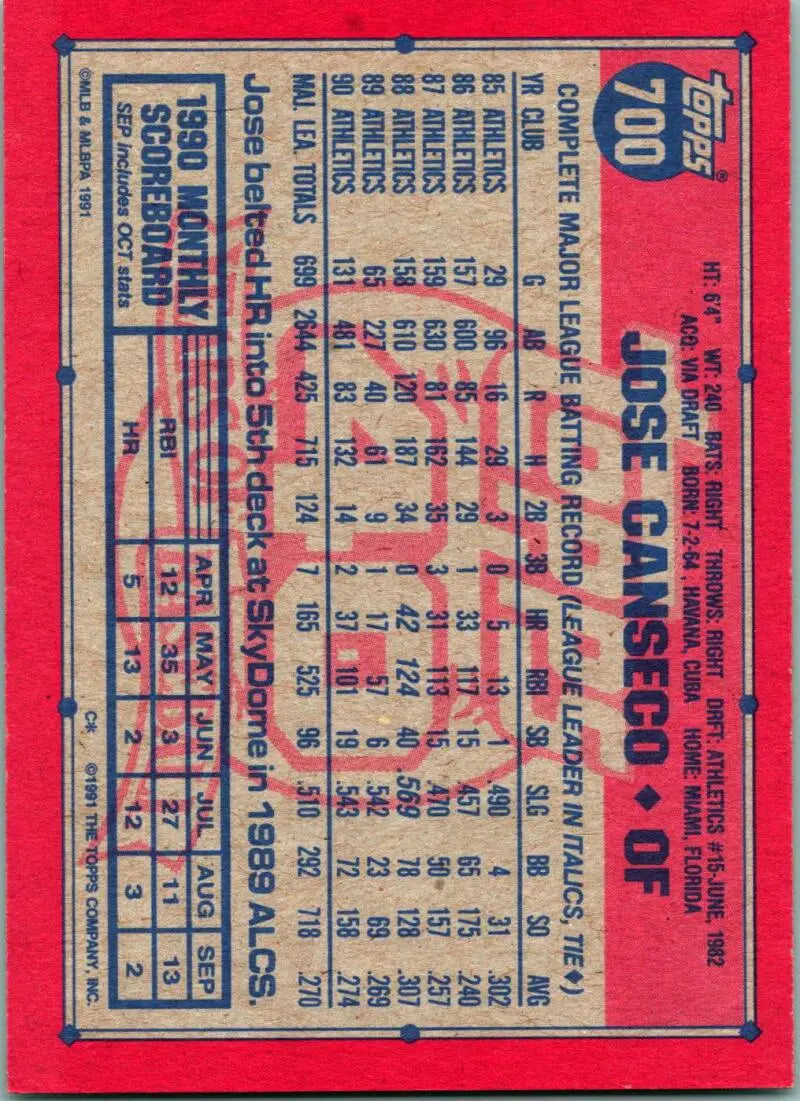 topps®
700
HT: 6'4" WT: 240 BATS: RIGHT THROWS: RIGHT DRFT: ATHLETICS #15-JUNE, 1982
ACQ: VIA DRAFT BORN: 7-2-64, HAVANA, CUBA HOME: MIAMI, FLORIDA
JOSE CANSECO ♦ OF
COMPLETE MAJOR LEAGUE BATTING RECORD (LEAGUE LEADER IN ITALICS, TIE♦)
YR CLUB G AB R H 2B 3B HR RBI SB SLG BB SO AVG
85 ATHLETICS 29 96 16 29 3 0 5 13 1 .490 4 31 .302
86 ATHLETICS 157 600 85 144 29 1 33 117 15 .457 65 175 .240
87 ATHLETICS 159 630 81 162 35 3 31 113 15 .470 50 157 .257
88 ATHLETICS 158 610 120 187 34 0 42 124 40 .569 78 128 .307
89 ATHLETICS 65 227 40 61 9 1 17 57 6 .542 23 69 .269
90 ATHLETICS 131 481 83 132 14 2 37 101 19 .543 72 158 .274
MAJ. LEA. TOTALS 699 2644 425 715 124 7 165 525 96 .510 292 718 .270
Jose belted HR into 5th deck at SkyDome in 1989 ALCS.
1990 MONTHLY
SCOREBOARD
SEP includes OCT stats
APR MAY JUN JUL AUG SEP
RBI 12 35 3 27 11 13
HR 5 13 2 12 3 2
©MLB & MLBPA 1991 C* ©1991 THE TOPPS COMPANY, INC.